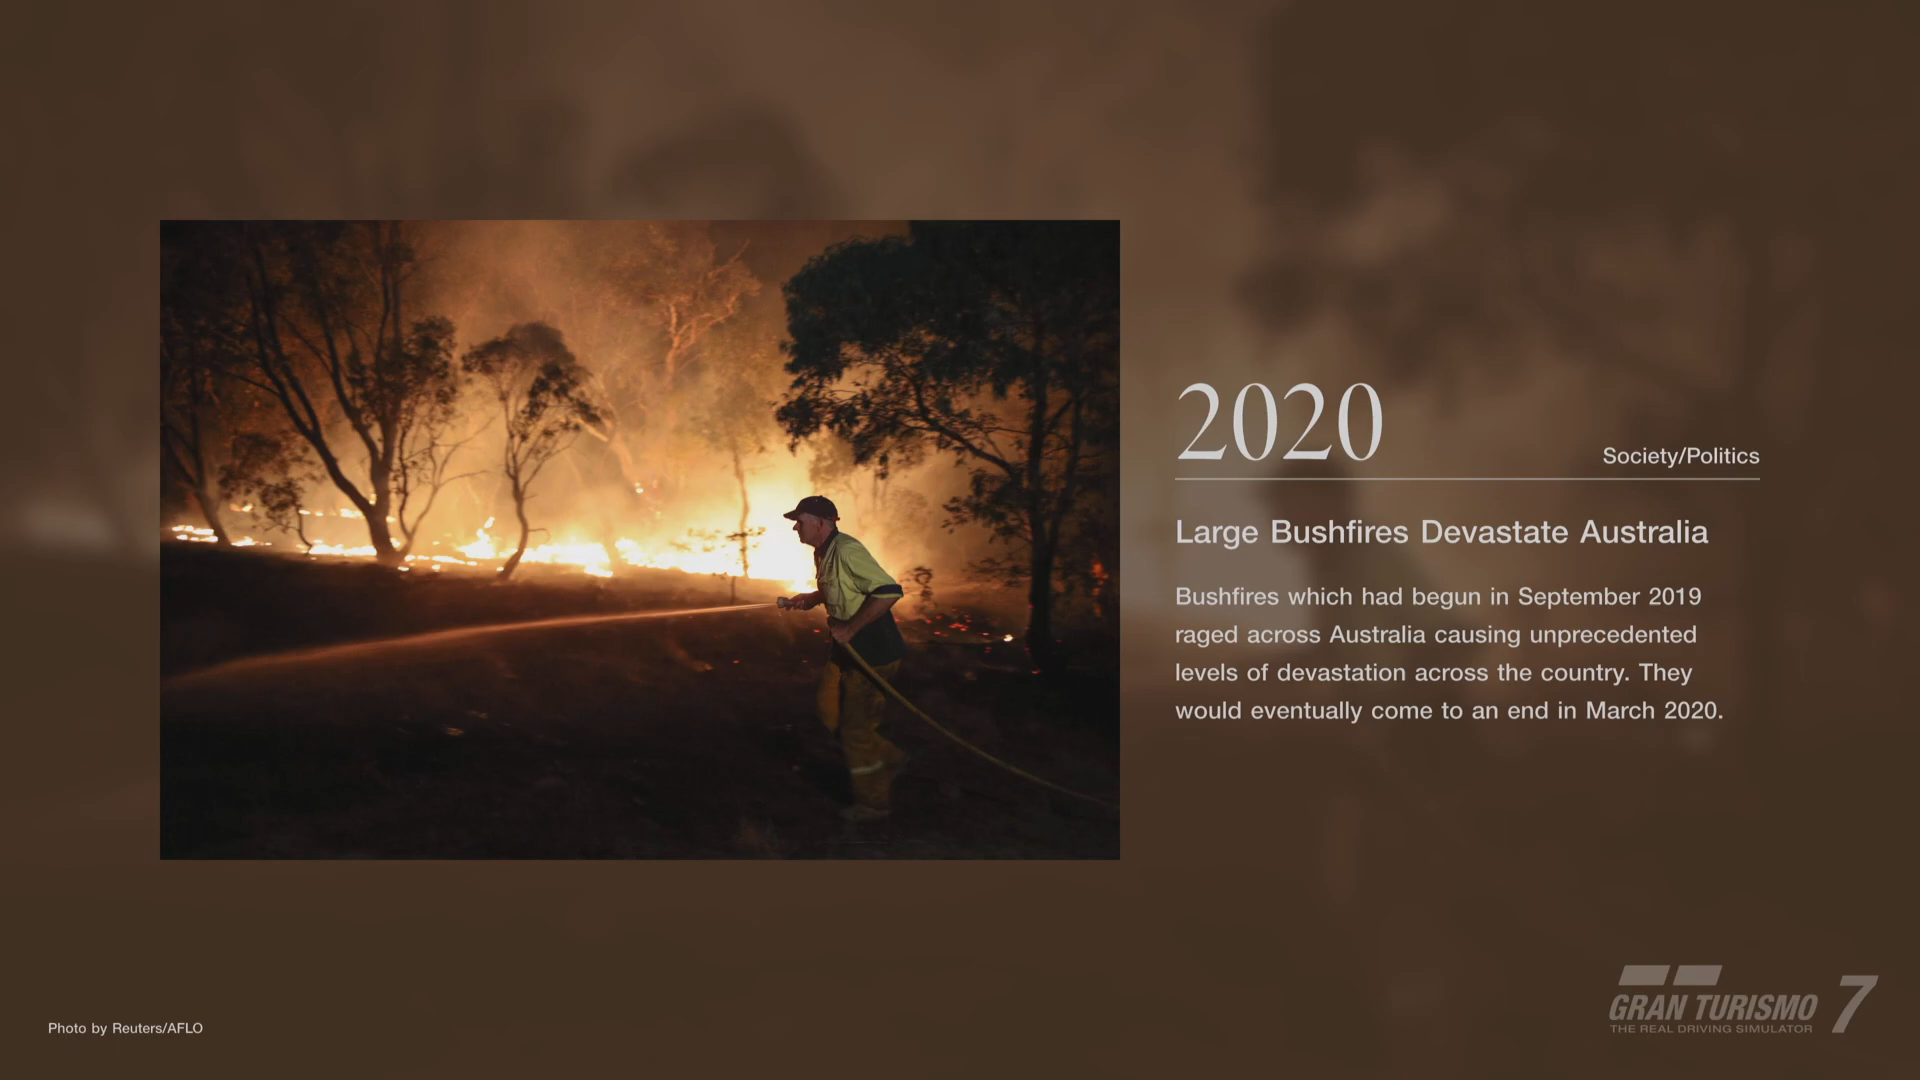 2020
Society/Politics
Large Bushfires Devastate Australia
Bushfires which had begun in September 2019
raged across Australia causing unprecedented
levels of devastation across the country. They
would eventually come to an end in March 2020.
Photo by Reuters/AFLO
GRAN TURISMO 7
THE REAL DRIVING SIMULATOR